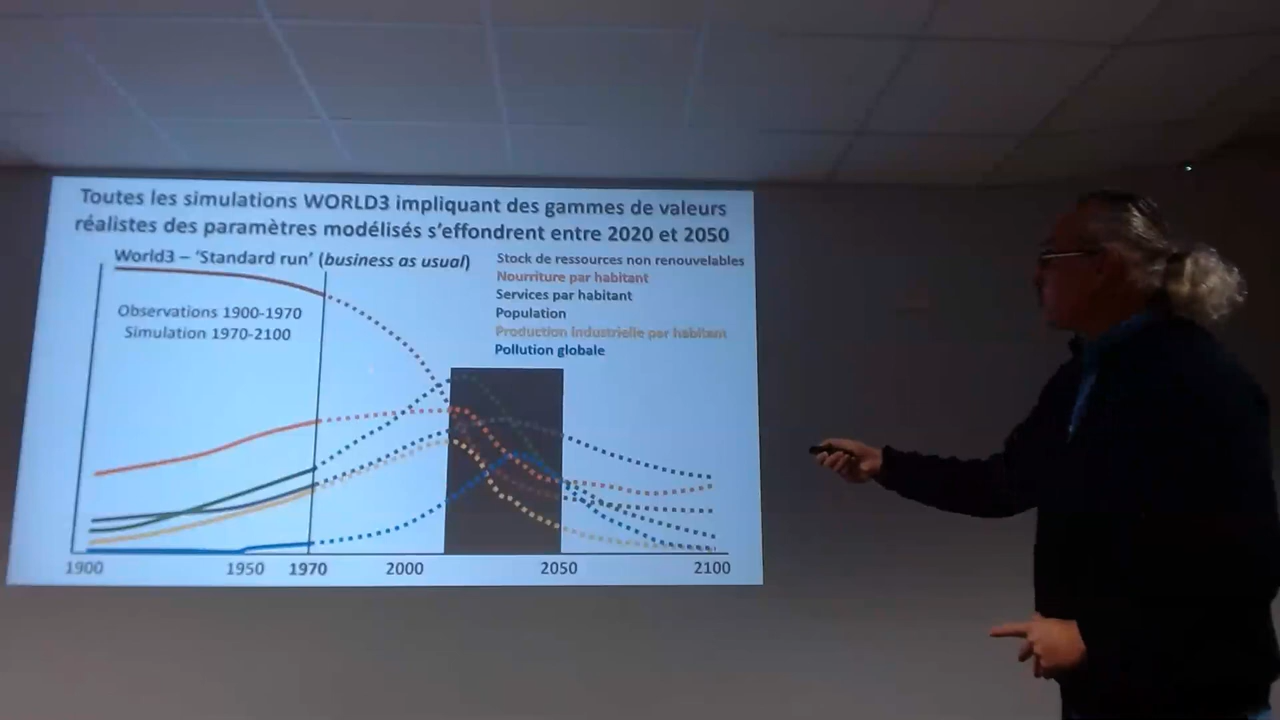 Toutes les simulations WORLD3 impliquant des gammes de valeurs
réalistes des paramètres modélisés s'effondrent entre 2020 et 2050
World3 – 'Standard run' (business as usual)
Observations 1900-1970
Simulation 1970-2100
Stock de ressources non renouvelables
Nourriture par habitant
Services par habitant
Population
Production industrielle par habitant
Pollution globale
1900 1950 1970 2000 2050 2100